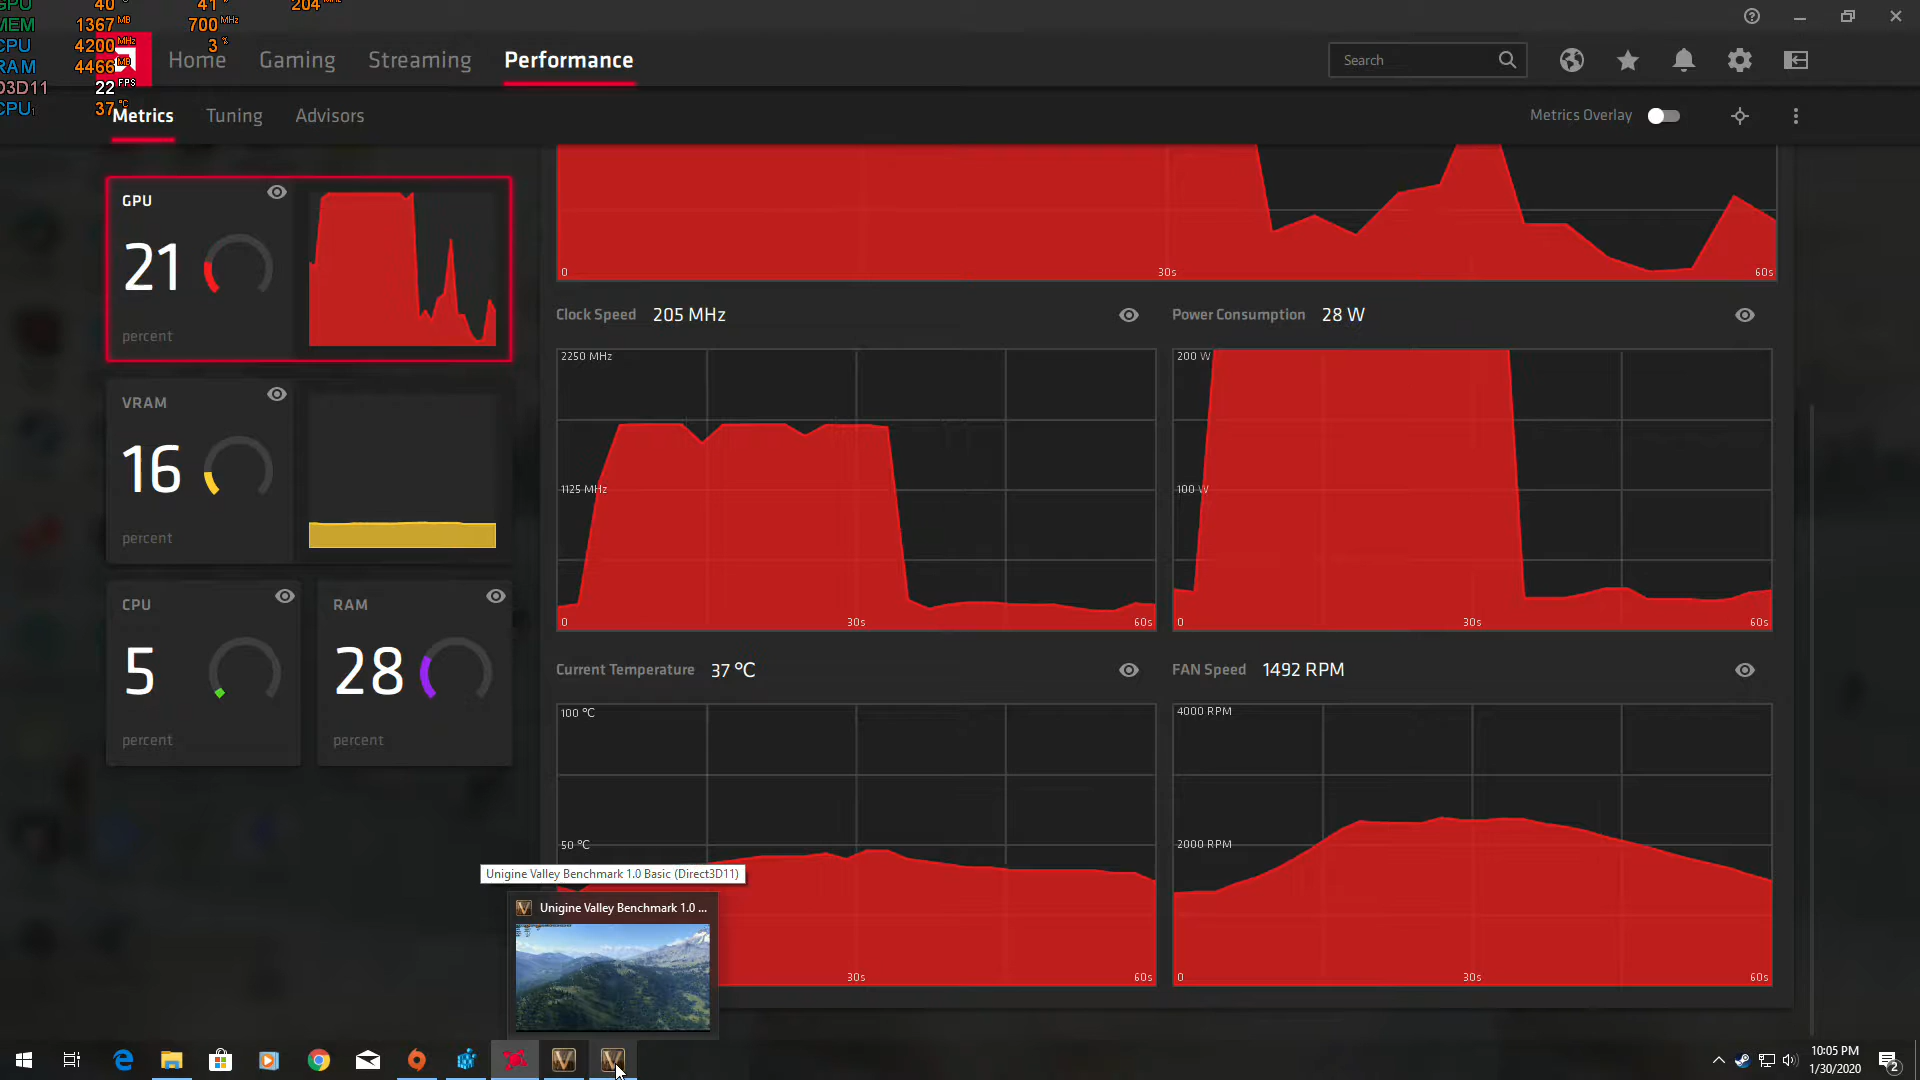 GPU 40 °C 41 % 204 MHz
MEM 1367 MB 700 MHz
CPU 4200 MHz 3 %
RAM 4466 MB
D3D11 22 FPS
CPU1 37 °C
Home Gaming Streaming Performance
Search
Metrics Tuning Advisors
Metrics Overlay
GPU
21
percent
VRAM
16
percent
CPU
5
percent
RAM
28
percent
0 30s 60s
Clock Speed 205 MHz
2250 MHz
1125 MHz
0 30s 60s
Power Consumption 28 W
200 W
100 W
0 30s 60s
Current Temperature 37 °C
100 °C
50 °C
30s 60s
FAN Speed 1492 RPM
4000 RPM
2000 RPM
0 30s 60s
Unigine Valley Benchmark 1.0 Basic (Direct3D11)
Unigine Valley Benchmark 1.0 ...
10:05 PM
1/30/2020
2